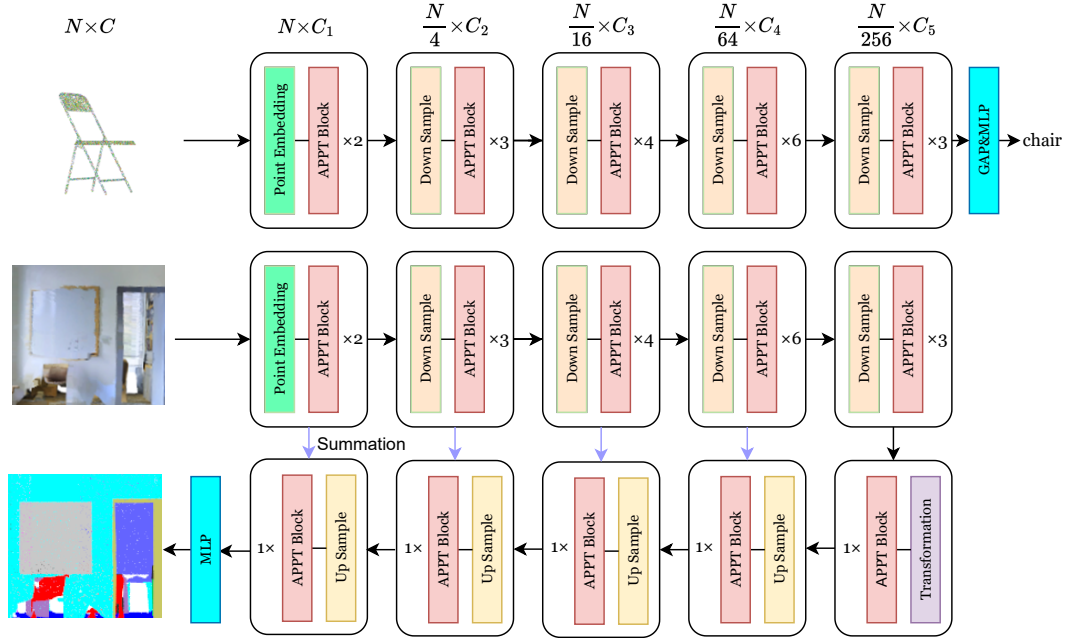 N×C N×C₁ N/4 ×C₂ N/16 ×C₃ N/64 ×C₄ N/256 ×C₅
Point Embedding APPT Block ×2 Down Sample APPT Block ×3 Down Sample APPT Block ×4 Down Sample APPT Block ×6 Down Sample APPT Block ×3 GAP&MLP chair
Point Embedding APPT Block ×2 Down Sample APPT Block ×3 Down Sample APPT Block ×4 Down Sample APPT Block ×6 Down Sample APPT Block ×3
Summation
MLP 1× APPT Block Up Sample 1× APPT Block Up Sample 1× APPT Block Up Sample 1× APPT Block Up Sample 1× APPT Block Transformation